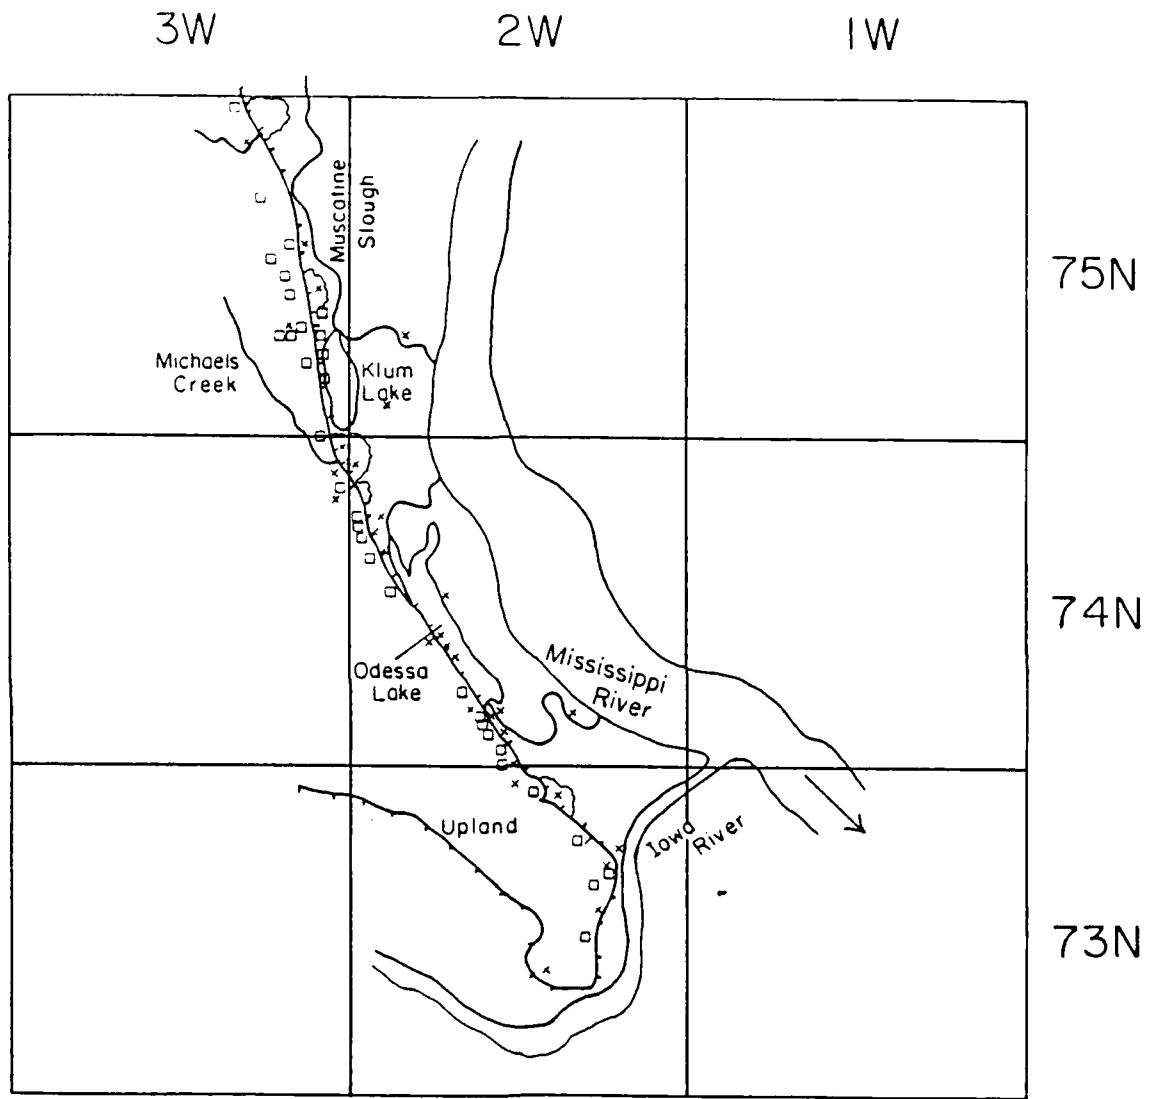 3W 2W 1W
Muscatine
Slough
75N
Michaels
Creek
Klum
Lake
74N
Odessa
Lake
Mississippi
River
Upland
Iowa
River
73N